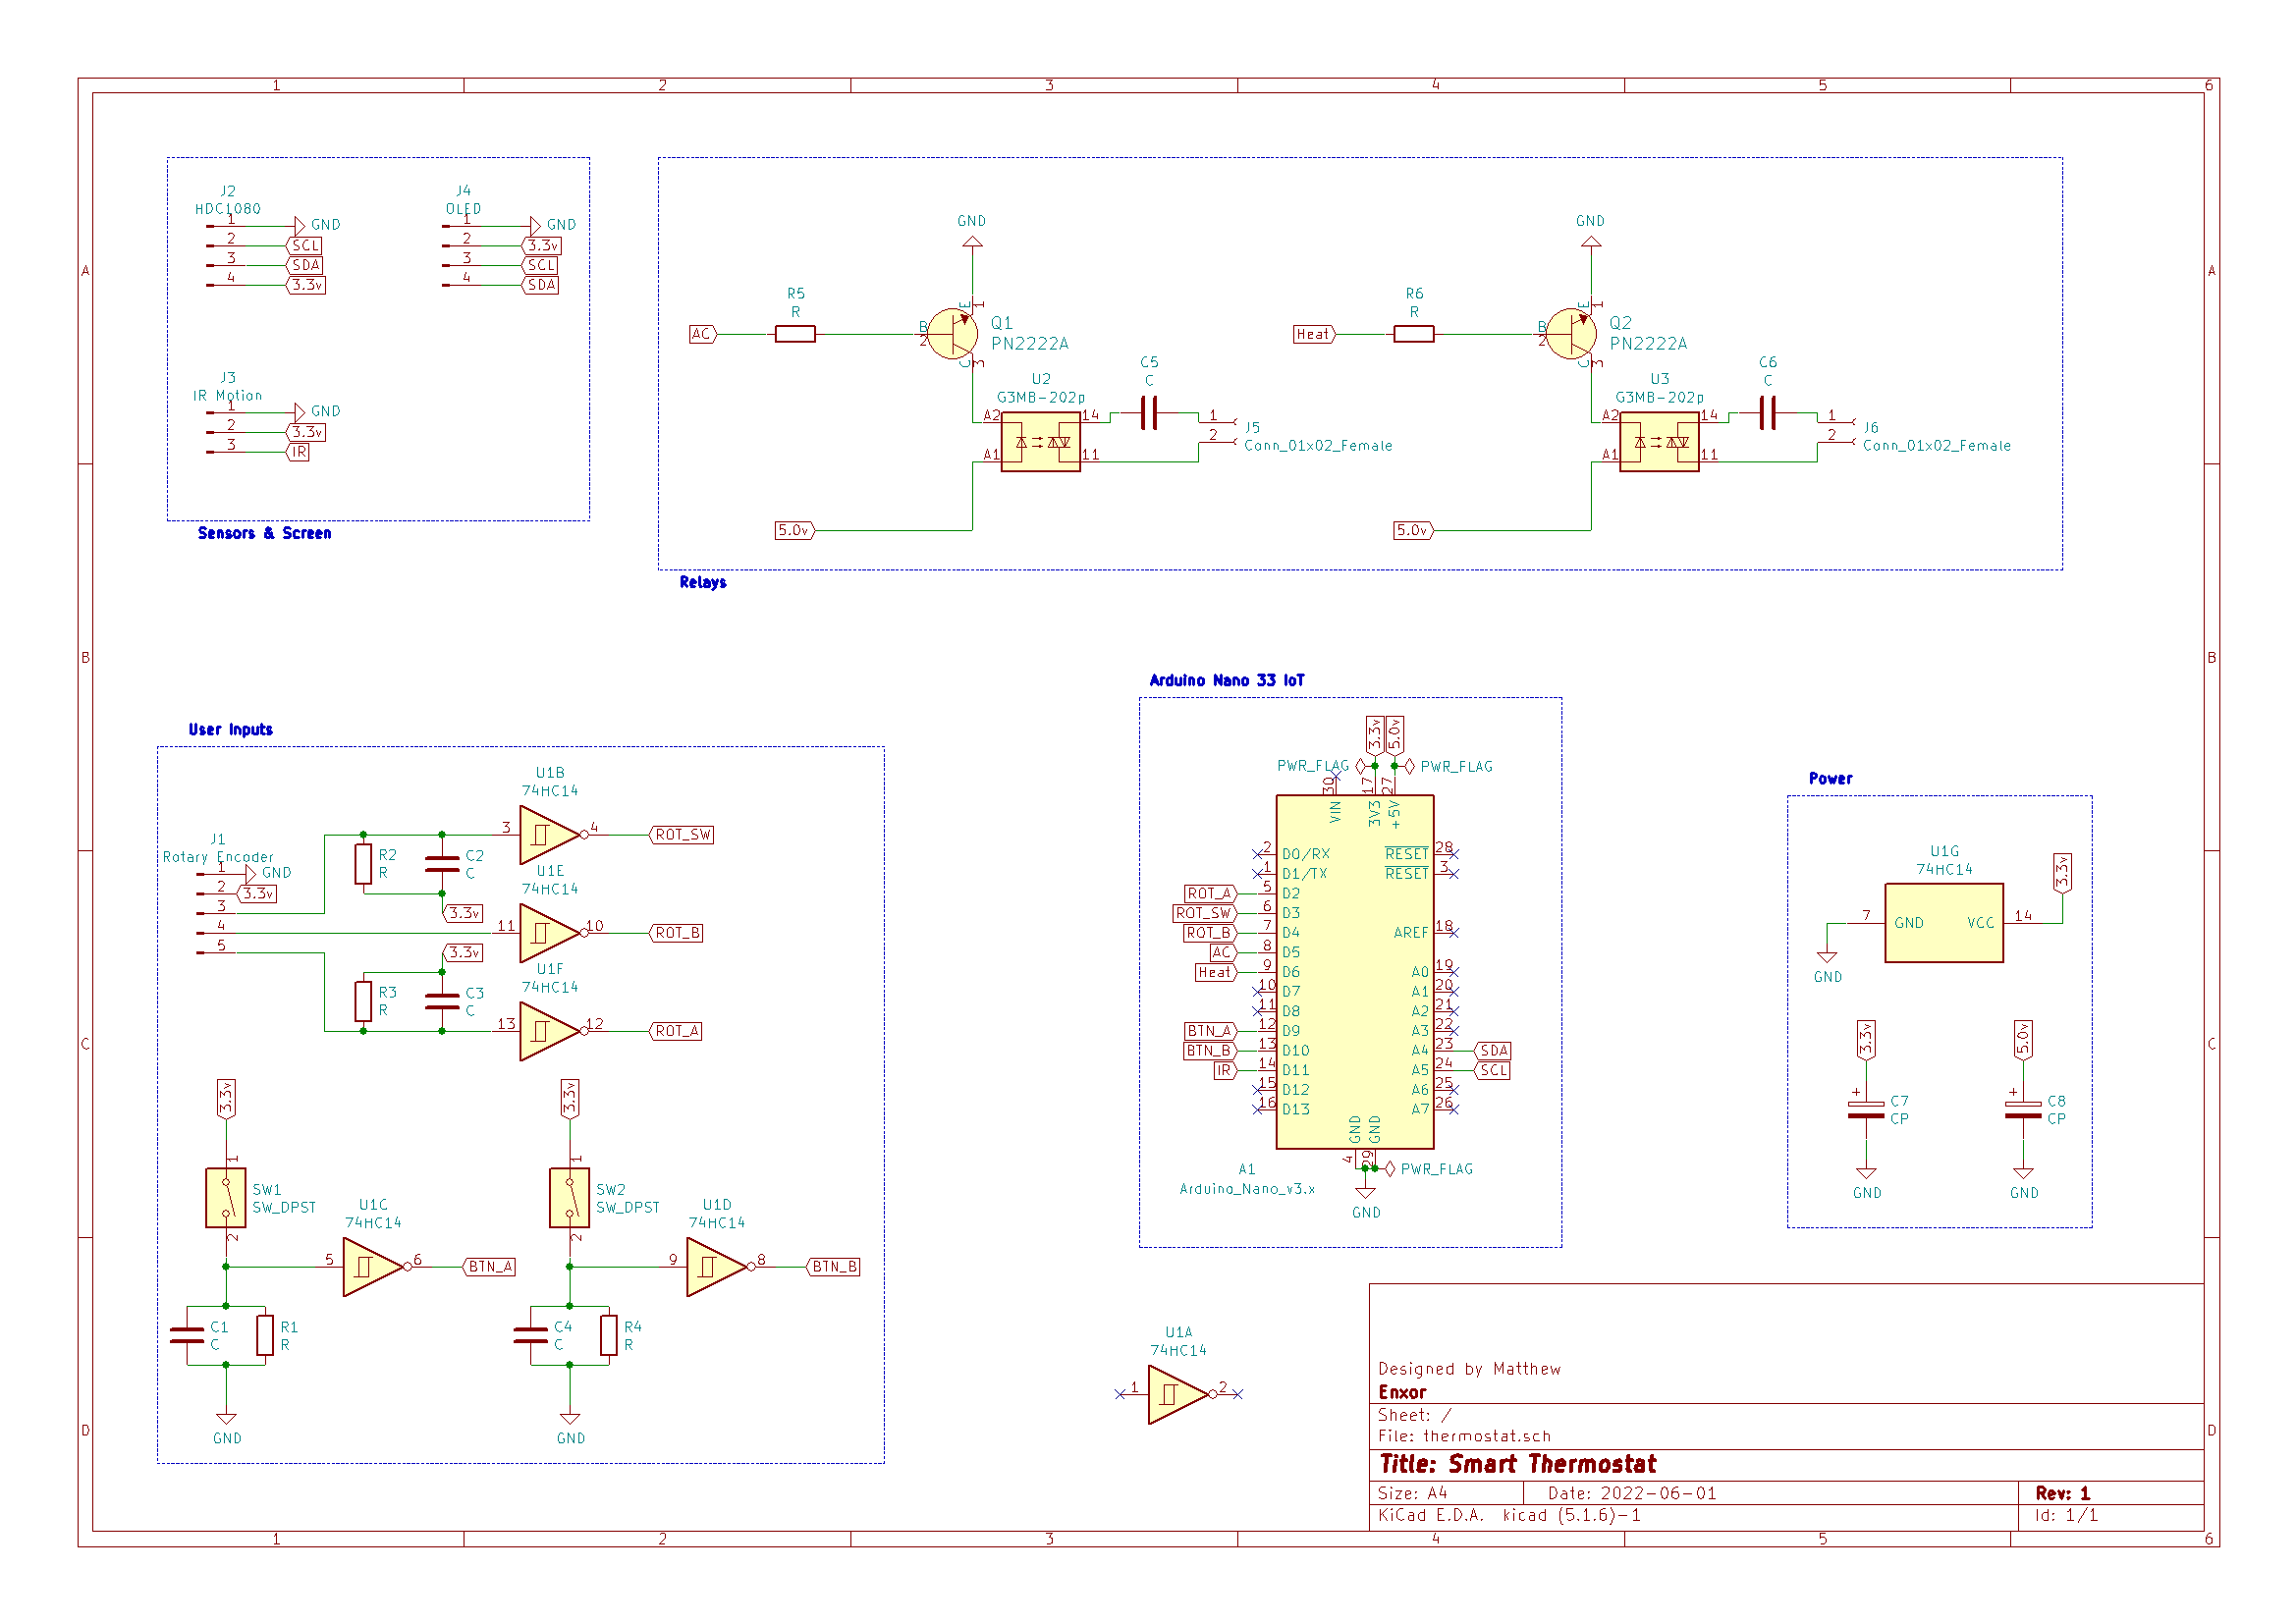 1 2 3 4 5 6
A
B
C
D
A
B
C
D
1 2 3 4 5 6
J2
HDC1080
1 GND
2 SCL
3 SDA
4 3.3v
J4
OLED
1 GND
2 3.3v
3 SCL
4 SDA
J3
IR Motion
1 GND
2 3.3v
3 IR
Sensors & Screen
GND
R5
R
AC
B
2
E
1
C
3
Q1
PN2222A
U2
G3MB-202p
A2
A1
14
11
C5
C
1
2
J5
Conn_01x02_Female
5.0v
GND
R6
R
Heat
B
2
E
1
C
3
Q2
PN2222A
U3
G3MB-202p
A2
A1
14
11
C6
C
1
2
J6
Conn_01x02_Female
5.0v
Relays
User Inputs
J1
Rotary Encoder
1 GND
2 3.3v
3
4
5
R2
R
C2
C
3.3v
U1B
74HC14
3 4 ROT_SW
U1E
74HC14
11 10 ROT_B
3.3v
R3
R
C3
C
U1F
74HC14
13 12 ROT_A
3.3v
1
SW1
SW_DPST
2
U1C
74HC14
5 6 BTN_A
C1
C
R1
R
GND
3.3v
1
SW2
SW_DPST
2
U1D
74HC14
9 8 BTN_B
C4
C
R4
R
GND
Arduino Nano 33 IoT
3.3v 5.0v
PWR_FLAG PWR_FLAG
30 17 27
VIN 3V3 +5V
2 D0/RX
1 D1/TX
ROT_A 5 D2
ROT_SW 6 D3
ROT_B 7 D4
AC 8 D5
Heat 9 D6
10 D7
11 D8
BTN_A 12 D9
BTN_B 13 D10
IR 14 D11
15 D12
16 D13
RESET 28
RESET 3
AREF 18
A0 19
A1 20
A2 21
A3 22
A4 23 SDA
A5 24 SCL
A6 25
A7 26
GND GND
4 29 PWR_FLAG
GND
A1
Arduino_Nano_v3.x
Power
U1G
74HC14
7 GND VCC 14
3.3v
GND
3.3v
+
C7
CP
GND
5.0v
+
C8
CP
GND
U1A
74HC14
1 2
Designed by Matthew
Enxor
Sheet: /
File: thermostat.sch
Title: Smart Thermostat
Size: A4 Date: 2022-06-01 Rev: 1
KiCad E.D.A. kicad (5.1.6)-1 Id: 1/1